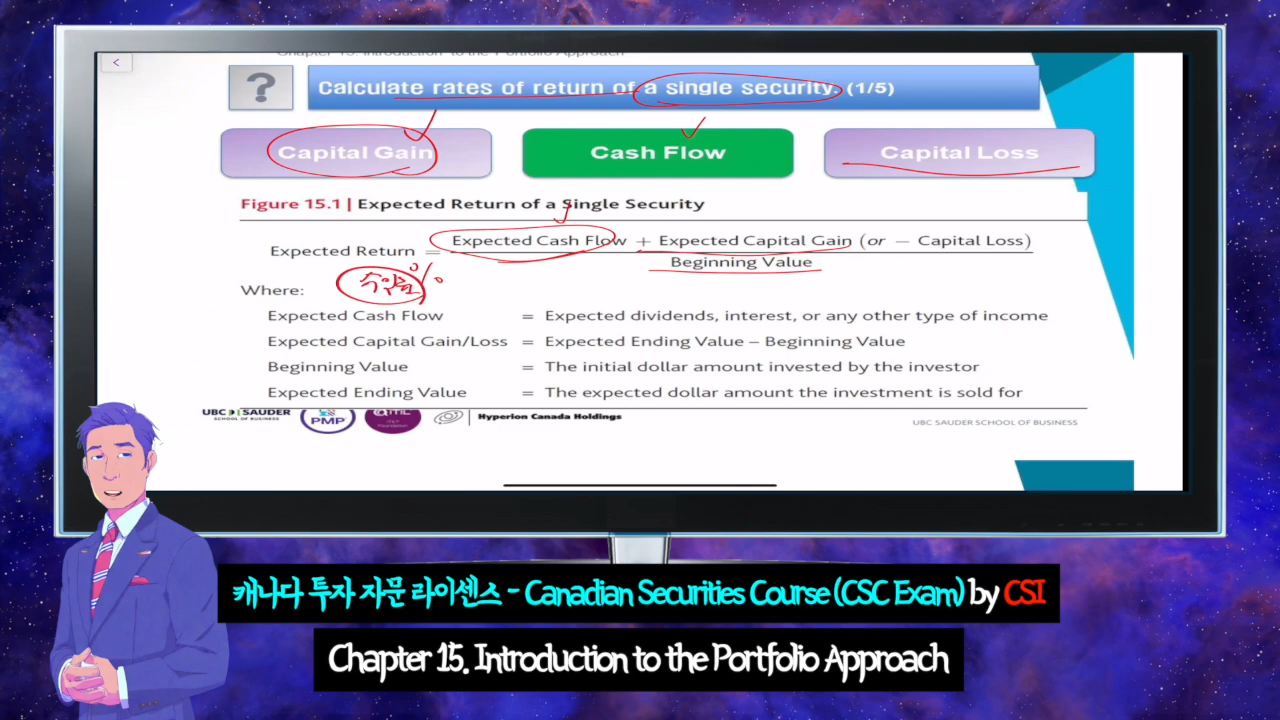 Chapter 15. Introduction to the Portfolio Approach
<
?
Calculate rates of return of a single security. (1/5)
Capital Gain
Cash Flow
Capital Loss
Figure 15.1 | Expected Return of a Single Security
Expected Return = Expected Cash Flow + Expected Capital Gain (or − Capital Loss)
Beginning Value
수익률 %
Where:
Expected Cash Flow = Expected dividends, interest, or any other type of income
Expected Capital Gain/Loss = Expected Ending Value – Beginning Value
Beginning Value = The initial dollar amount invested by the investor
Expected Ending Value = The expected dollar amount the investment is sold for
UBC SAUDER
SCHOOL OF BUSINESS
PMP
Hyperion Canada Holdings
UBC SAUDER SCHOOL OF BUSINESS
캐나다 투자 자문 라이센스 - Canadian Securities Course (CSC Exam) by CSI
Chapter 15. Introduction to the Portfolio Approach